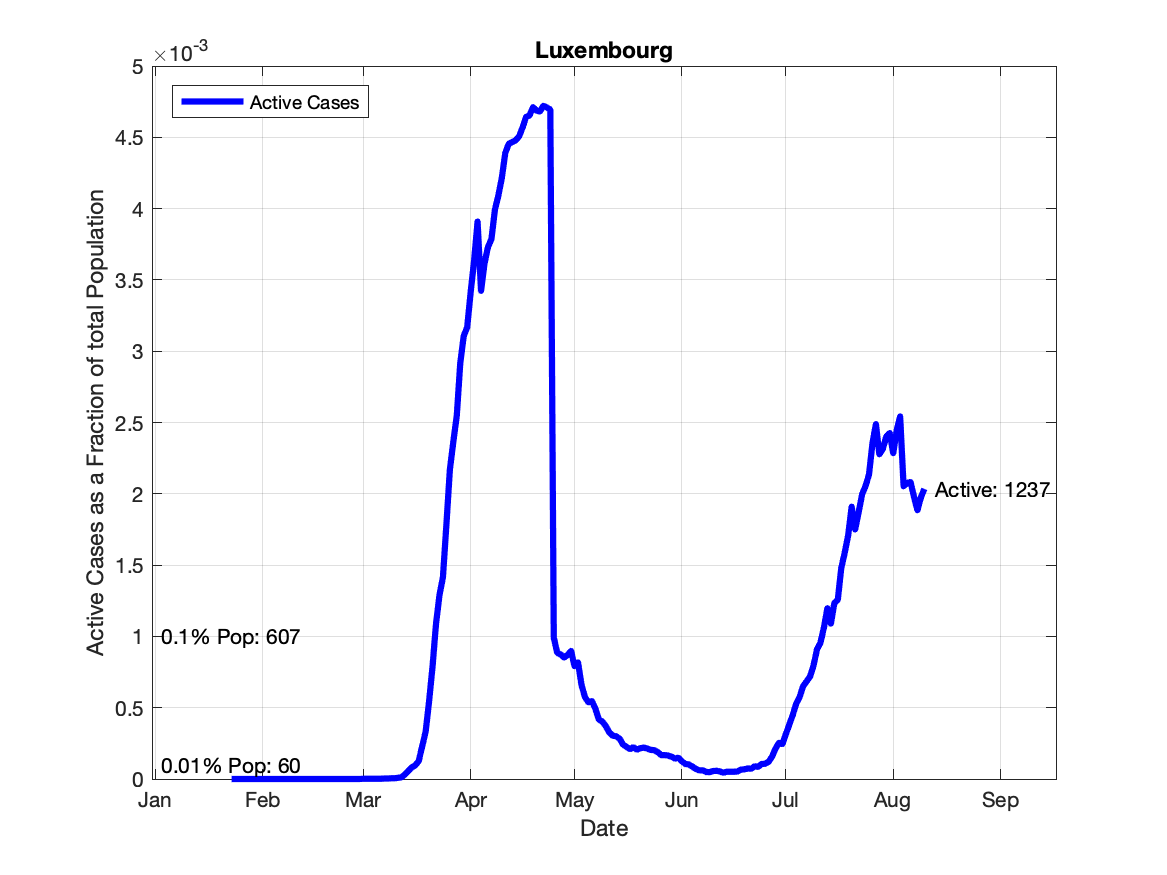 Luxembourg
×10-3
5
4.5
4
3.5
3
2.5
2
1.5
1
0.5
0
Active Cases as a Fraction of total Population
Active Cases
Active: 1237
0.1% Pop: 607
0.01% Pop: 60
Jan Feb Mar Apr May Jun Jul Aug Sep
Date